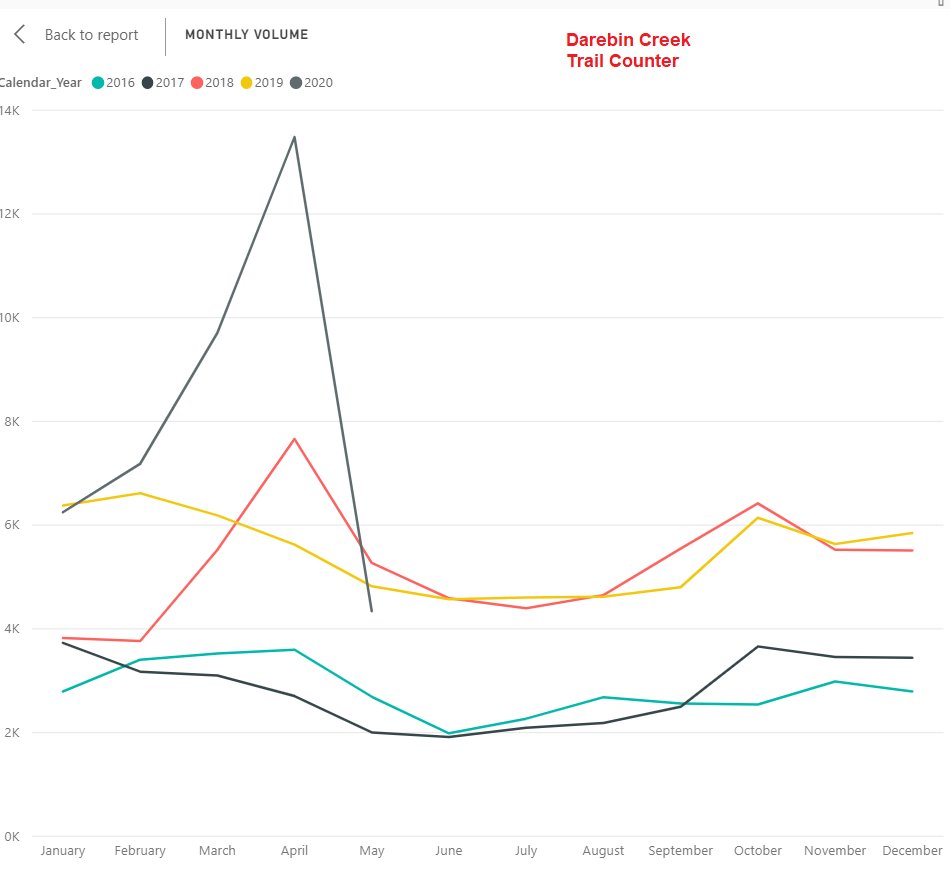 Back to report
MONTHLY VOLUME
Darebin Creek
Trail Counter
Calendar_Year 2016 2017 2018 2019 2020
14K
12K
10K
8K
6K
4K
2K
0K
January February March April May June July August September October November December